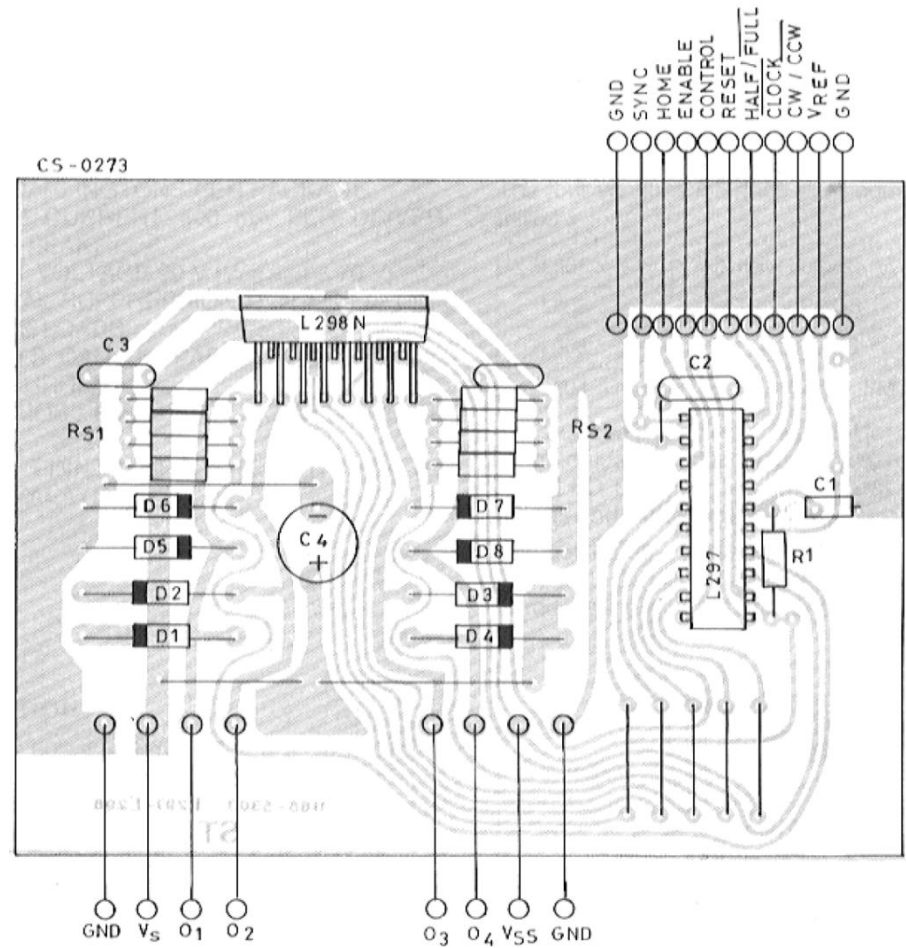 GND
SYNC
HOME
ENABLE
CONTROL
RESET
HALF / FULL
CLOCK
CW / CCW
VREF
GND
CS-0273
L298N
C3
C2
RS1
RS2
D6
D7
C1
C4
D5
D8
L297
R1
D2
D3
D1
D4
ST
GND
Vs
O1
O2
O3
O4
VSS
GND